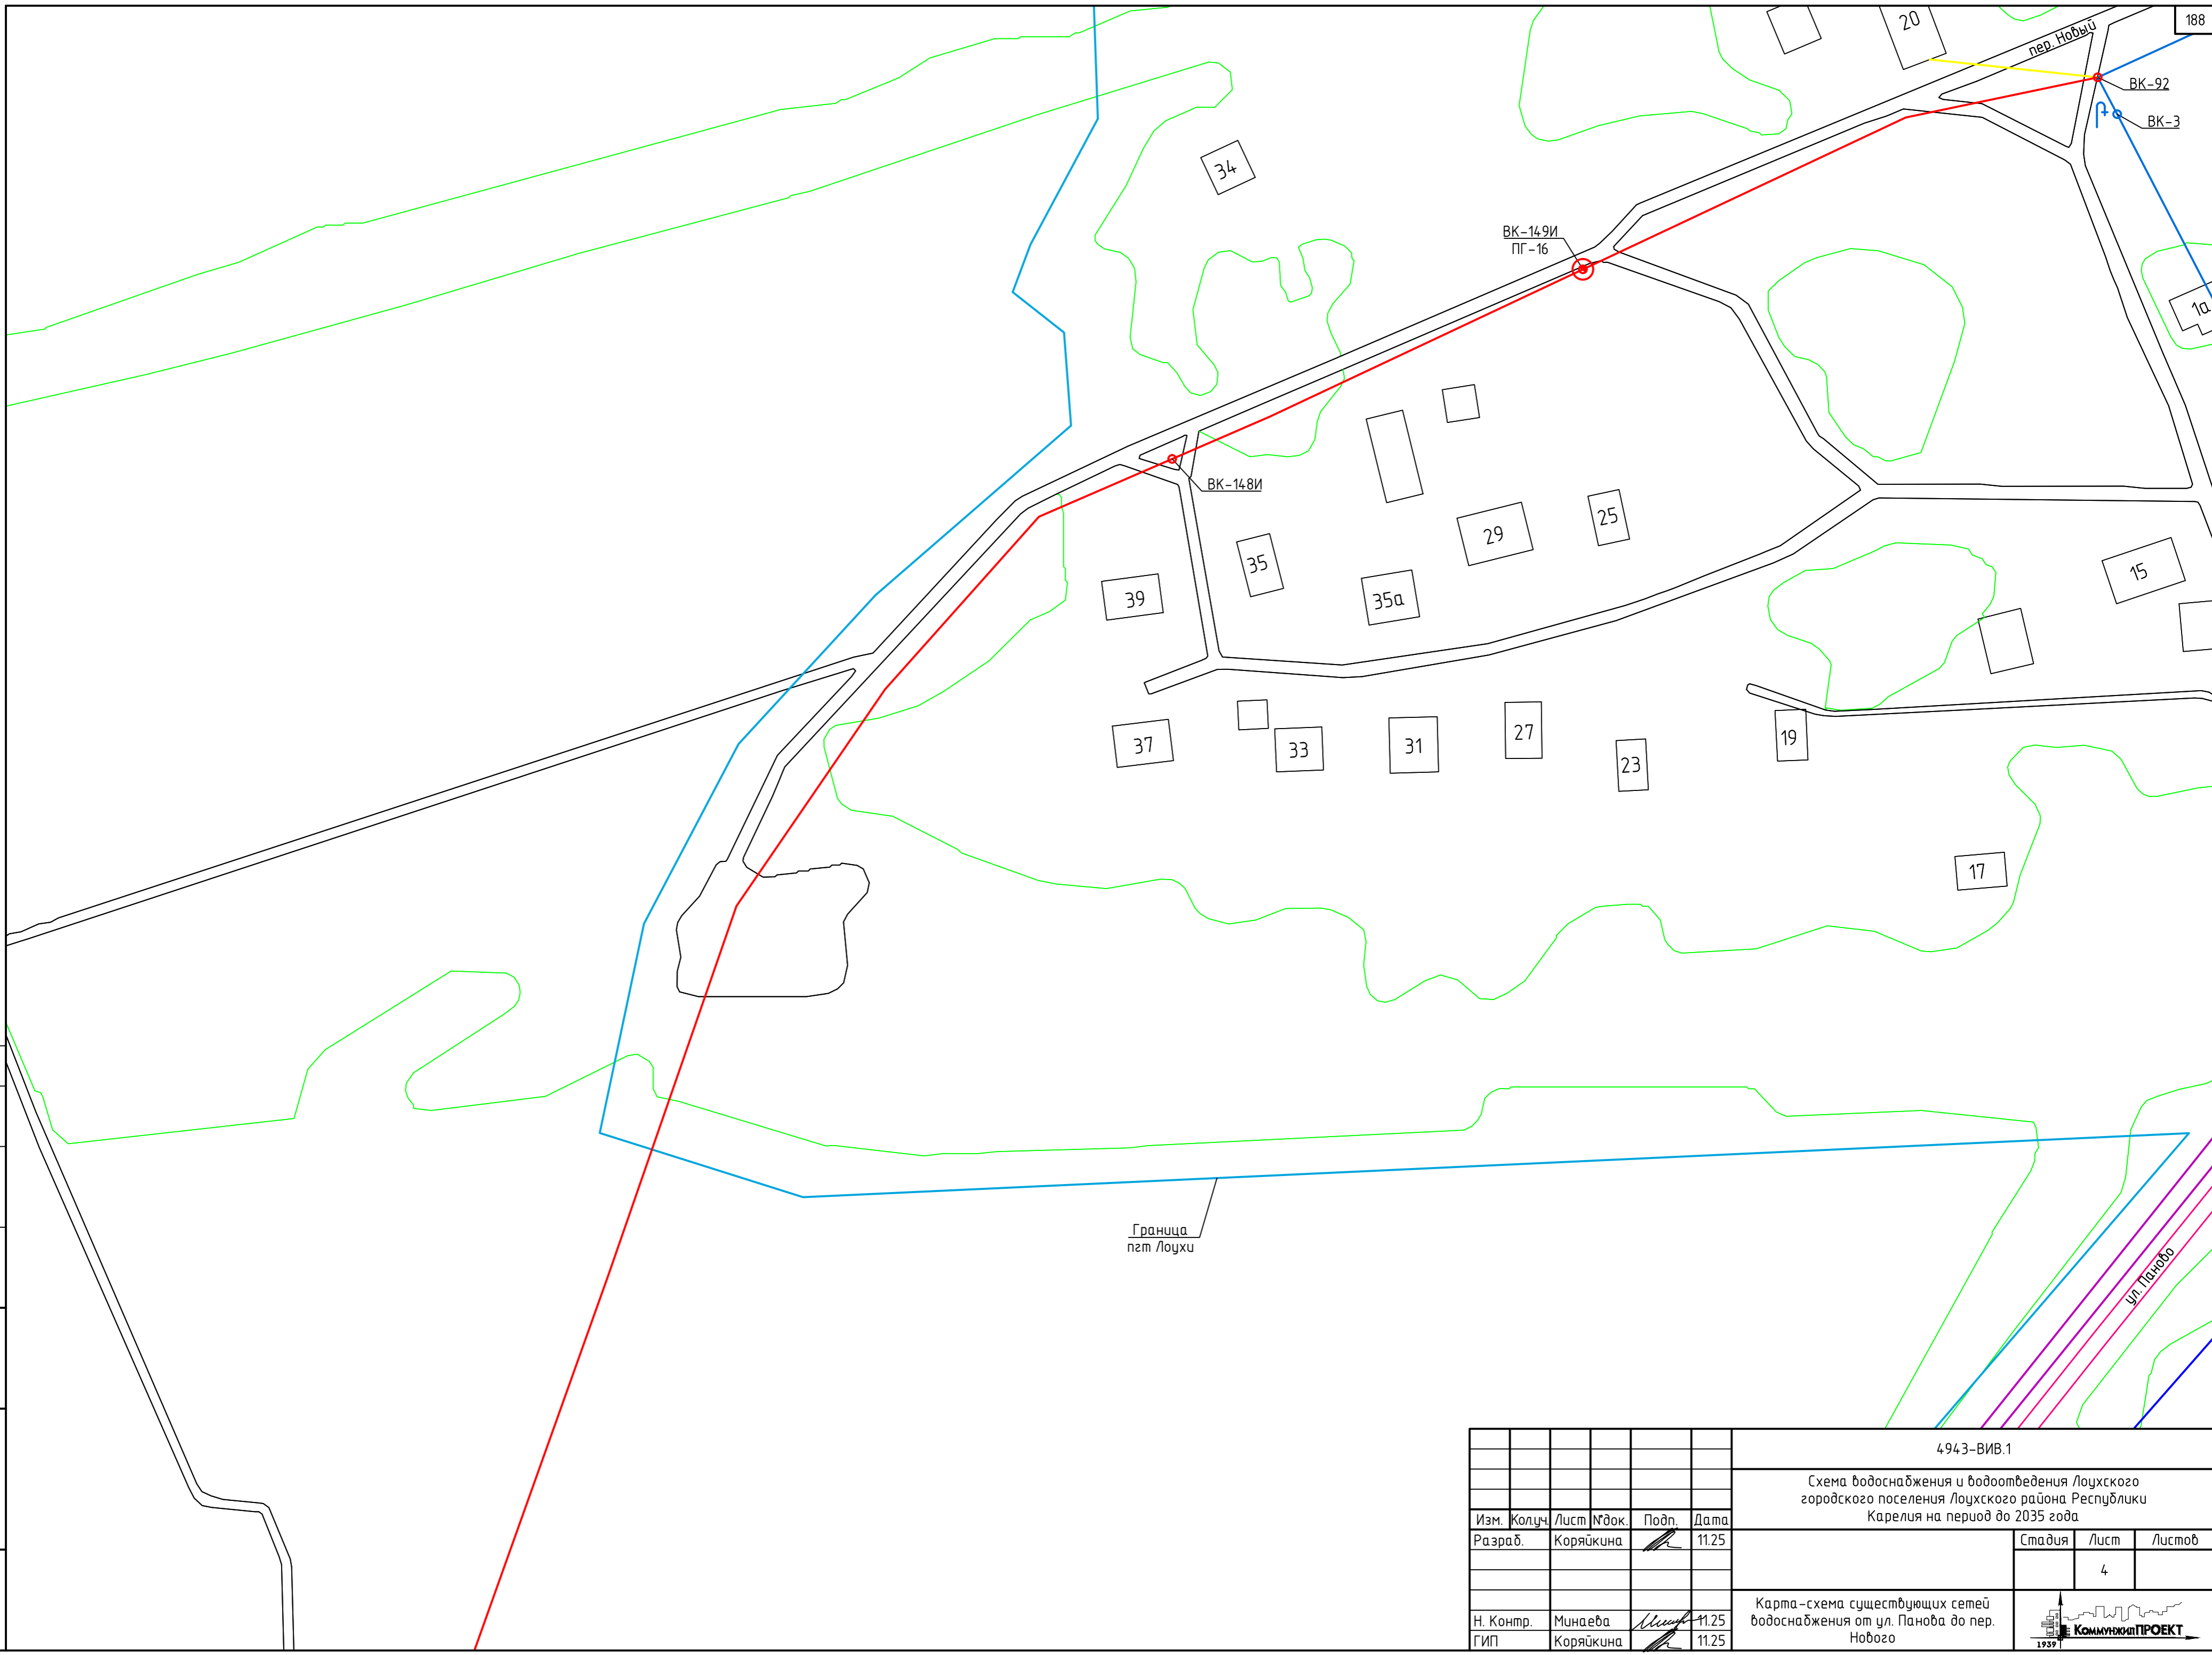 188
20
пер. Новый
ВК-92
ВК-3
34
ВК-149И
ПГ-16
1а
ВК-148И
29
25
35
35а
39
15
37
33
31
27
23
19
17
Граница
пгт Лоухи
ул. Паново
4943-ВИВ.1
Схема водоснабжения и водоотведения Лоухского
городского поселения Лоухского района Республики
Карелия на период до 2035 года
Изм. Кол.уч. Лист №док. Подп. Дата
Разраб. Коряйкина 11.25
Стадия Лист Листов
4
Карта-схема существующих сетей
водоснабжения от ул. Панова до пер.
Нового
Н. Контр. Минаева 11.25
ГИП Коряйкина 11.25
КоммунжилПРОЕКТ
1939